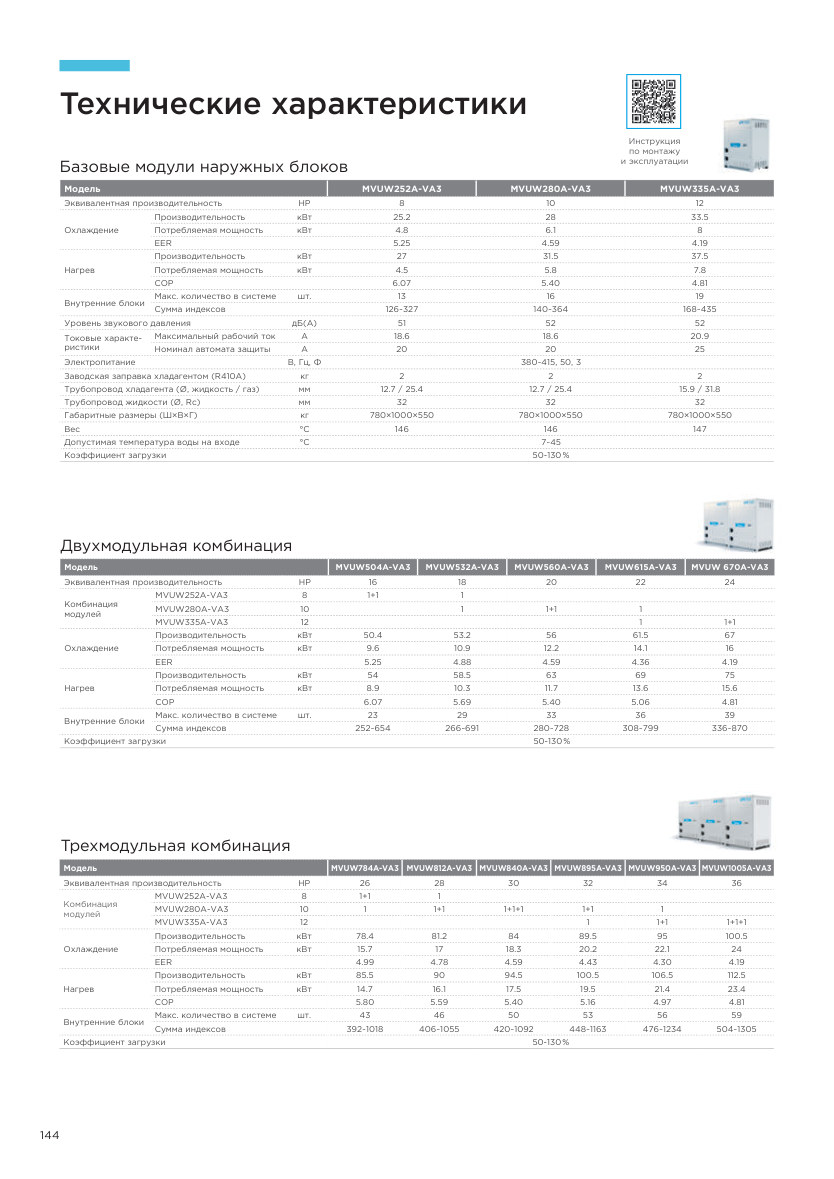 Технические характеристики
Инструкция
по монтажу
и эксплуатации
Базовые модули наружных блоков
Модель MVUW252A-VA3 MVUW280A-VA3 MVUW335A-VA3
Эквивалентная производительность HP 8 10 12
Охлаждение Производительность кВт 25.2 28 33.5
Потребляемая мощность кВт 4.8 6.1 8
EER 5.25 4.59 4.19
Нагрев Производительность кВт 27 31.5 37.5
Потребляемая мощность кВт 4.5 5.8 7.8
COP 6.07 5.40 4.81
Внутренние блоки Макс. количество в системе шт. 13 16 19
Сумма индексов 126-327 140-364 168-435
Уровень звукового давления дБ(А) 51 52 52
Токовые характе-
ристики Максимальный рабочий ток А 18.6 18.6 20.9
Номинал автомата защиты А 20 20 25
Электропитание В, Гц, Ф 380-415, 50, 3
Заводская заправка хладагентом (R410A) кг 2 2 2
Трубопровод хладагента (Ø, жидкость / газ) мм 12.7 / 25.4 12.7 / 25.4 15.9 / 31.8
Трубопровод жидкости (Ø, Rc) мм 32 32 32
Габаритные размеры (Ш×В×Г) кг 780×1000×550 780×1000×550 780×1000×550
Вес °C 146 146 147
Допустимая температура воды на входе °C 7-45
Коэффициент загрузки 50-130%
Двухмодульная комбинация
Модель MVUW504A-VA3 MVUW532A-VA3 MVUW560A-VA3 MVUW615A-VA3 MVUW 670A-VA3
Эквивалентная производительность HP 16 18 20 22 24
Комбинация
модулей MVUW252A-VA3 8 1+1 1
MVUW280A-VA3 10 1 1+1 1
MVUW335A-VA3 12 1 1+1
Охлаждение Производительность кВт 50.4 53.2 56 61.5 67
Потребляемая мощность кВт 9.6 10.9 12.2 14.1 16
EER 5.25 4.88 4.59 4.36 4.19
Нагрев Производительность кВт 54 58.5 63 69 75
Потребляемая мощность кВт 8.9 10.3 11.7 13.6 15.6
COP 6.07 5.69 5.40 5.06 4.81
Внутренние блоки Макс. количество в системе шт. 23 29 33 36 39
Сумма индексов 252-654 266-691 280-728 308-799 336-870
Коэффициент загрузки 50-130%
Трехмодульная комбинация
Модель MVUW784A-VA3 MVUW812A-VA3 MVUW840A-VA3 MVUW895A-VA3 MVUW950A-VA3 MVUW1005A-VA3
Эквивалентная производительность HP 26 28 30 32 34 36
Комбинация
модулей MVUW252A-VA3 8 1+1 1
MVUW280A-VA3 10 1 1+1 1+1+1 1+1 1
MVUW335A-VA3 12 1 1+1 1+1+1
Охлаждение Производительность кВт 78.4 81.2 84 89.5 95 100.5
Потребляемая мощность кВт 15.7 17 18.3 20.2 22.1 24
EER 4.99 4.78 4.59 4.43 4.30 4.19
Нагрев Производительность кВт 85.5 90 94.5 100.5 106.5 112.5
Потребляемая мощность кВт 14.7 16.1 17.5 19.5 21.4 23.4
COP 5.80 5.59 5.40 5.16 4.97 4.81
Внутренние блоки Макс. количество в системе шт. 43 46 50 53 56 59
Сумма индексов 392-1018 406-1055 420-1092 448-1163 476-1234 504-1305
Коэффициент загрузки 50-130%
144